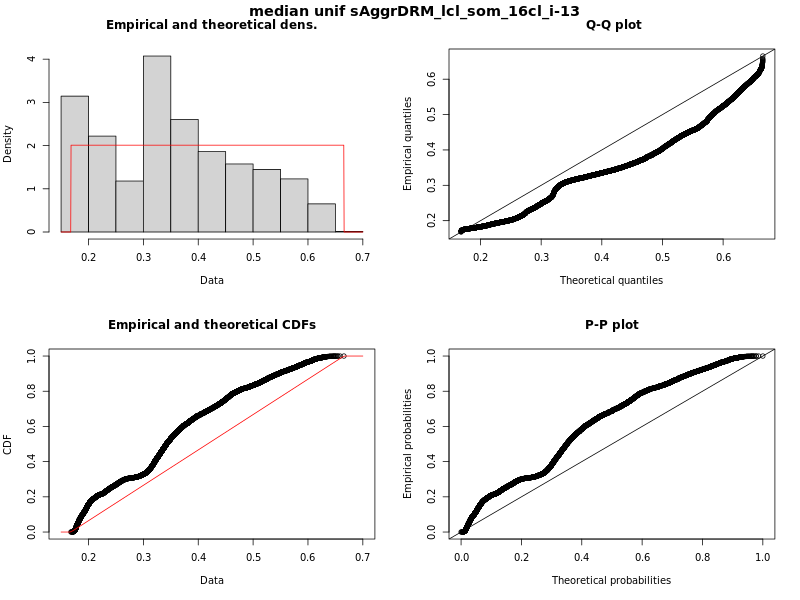 median unif sAggrDRM_lcl_som_16cl_i-13
Empirical and theoretical dens.
Density
0 1 2 3 4
0.2 0.3 0.4 0.5 0.6 0.7
Data
Q-Q plot
Empirical quantiles
0.2 0.3 0.4 0.5 0.6
0.2 0.3 0.4 0.5 0.6
Theoretical quantiles
Empirical and theoretical CDFs
CDF
0.0 0.2 0.4 0.6 0.8 1.0
0.2 0.3 0.4 0.5 0.6 0.7
Data
P-P plot
Empirical probabilities
0.0 0.2 0.4 0.6 0.8 1.0
0.0 0.2 0.4 0.6 0.8 1.0
Theoretical probabilities